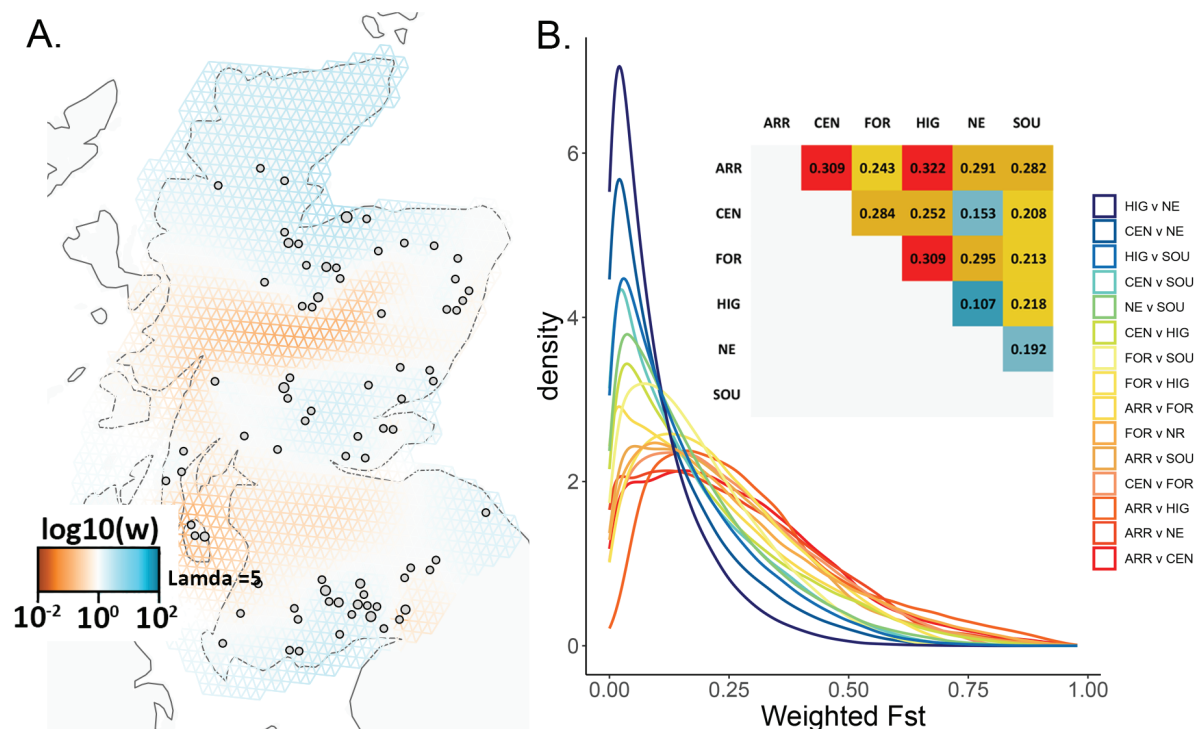 A.
log10(w)
Lamda =5
10⁻² 10⁰ 10²
B.
density
6
4
2
0
0.00 0.25 0.50 0.75 1.00
Weighted Fst
ARR CEN FOR HIG NE SOU
ARR 0.309 0.243 0.322 0.291 0.282
CEN 0.284 0.252 0.153 0.208
FOR 0.309 0.295 0.213
HIG 0.107 0.218
NE 0.192
SOU
HIG v NE
CEN v NE
HIG v SOU
CEN v SOU
NE v SOU
CEN v HIG
FOR v SOU
FOR v HIG
ARR v FOR
FOR v NR
ARR v SOU
CEN v FOR
ARR v HIG
ARR v NE
ARR v CEN